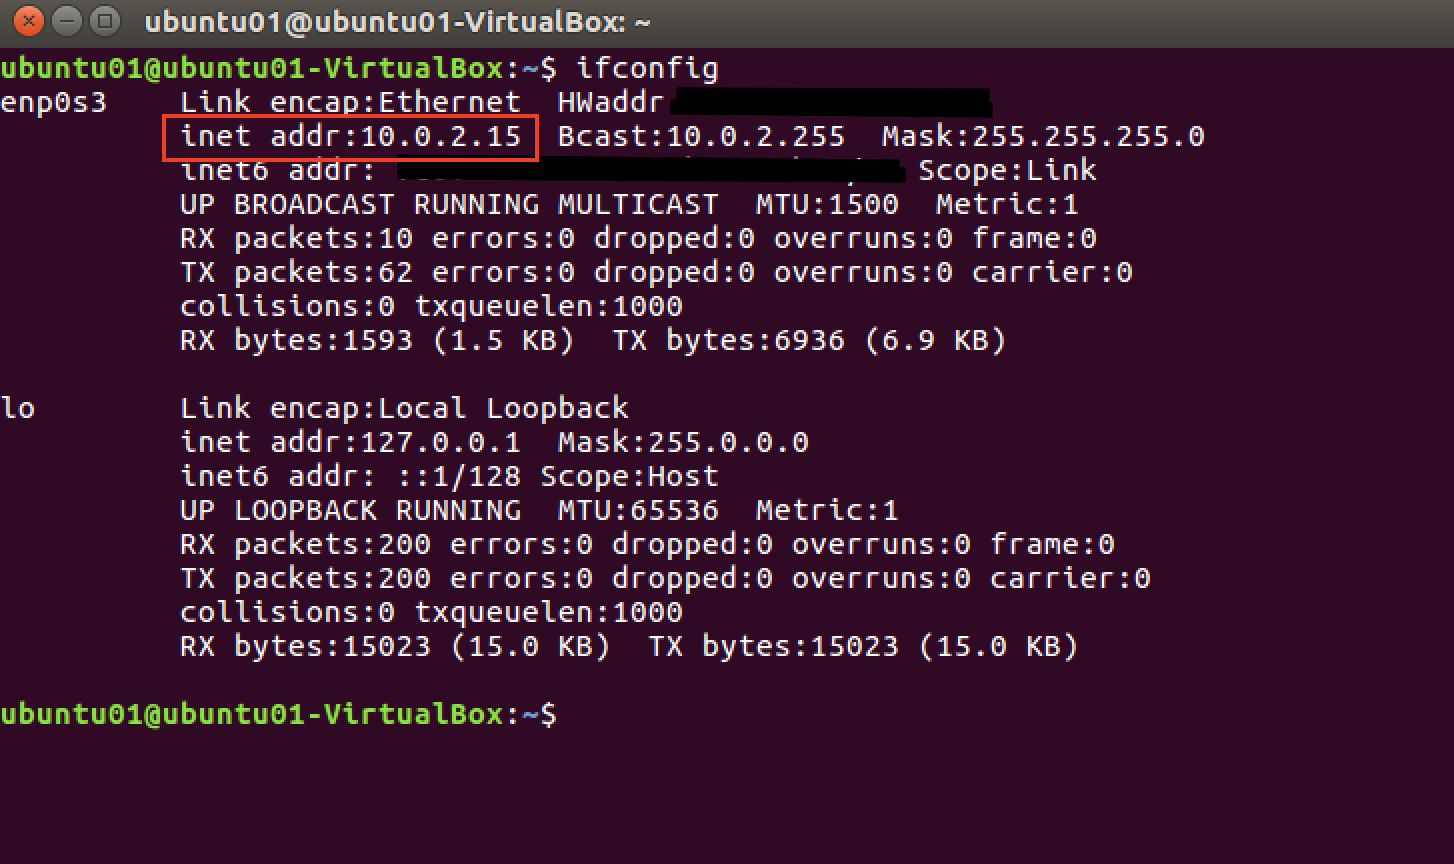 ubuntu01@ubuntu01-VirtualBox: ~
ubuntu01@ubuntu01-VirtualBox:~$ ifconfig
enp0s3    Link encap:Ethernet  HWaddr
          inet addr:10.0.2.15  Bcast:10.0.2.255  Mask:255.255.255.0
          inet6 addr: Scope:Link
          UP BROADCAST RUNNING MULTICAST  MTU:1500  Metric:1
          RX packets:10 errors:0 dropped:0 overruns:0 frame:0
          TX packets:62 errors:0 dropped:0 overruns:0 carrier:0
          collisions:0 txqueuelen:1000
          RX bytes:1593 (1.5 KB)  TX bytes:6936 (6.9 KB)
lo        Link encap:Local Loopback
          inet addr:127.0.0.1  Mask:255.0.0.0
          inet6 addr: ::1/128 Scope:Host
          UP LOOPBACK RUNNING  MTU:65536  Metric:1
          RX packets:200 errors:0 dropped:0 overruns:0 frame:0
          TX packets:200 errors:0 dropped:0 overruns:0 carrier:0
          collisions:0 txqueuelen:1000
          RX bytes:15023 (15.0 KB)  TX bytes:15023 (15.0 KB)
ubuntu01@ubuntu01-VirtualBox:~$